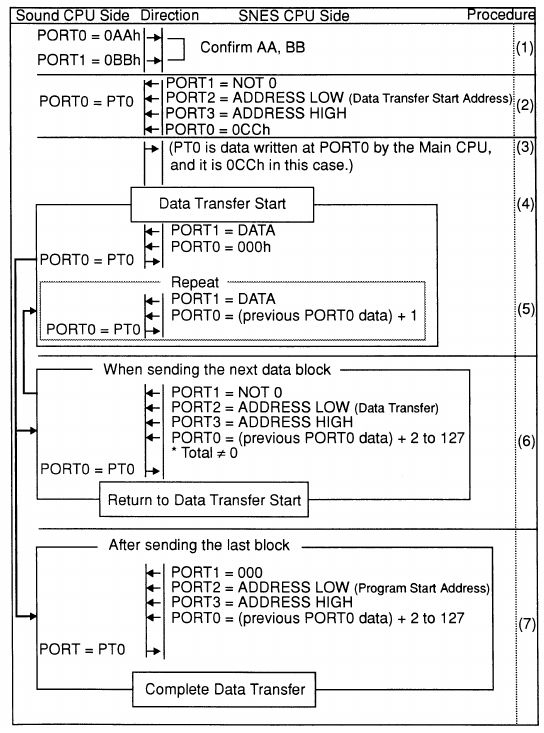 Sound CPU Side Direction SNES CPU Side Procedure
PORT0 = 0AAh
Confirm AA, BB (1)
PORT1 = 0BBh
PORT1 = NOT 0
PORT0 = PT0 PORT2 = ADDRESS LOW (Data Transfer Start Address) (2)
PORT3 = ADDRESS HIGH
PORT0 = 0CCh
(PT0 is data written at PORT0 by the Main CPU, (3)
and it is 0CCh in this case.)
Data Transfer Start (4)
PORT1 = DATA
PORT0 = 000h
PORT0 = PT0
Repeat
PORT1 = DATA
PORT0 = (previous PORT0 data) + 1 (5)
PORT0 = PT0
When sending the next data block
PORT1 = NOT 0
PORT2 = ADDRESS LOW (Data Transfer)
PORT3 = ADDRESS HIGH
PORT0 = (previous PORT0 data) + 2 to 127 (6)
* Total ≠ 0
PORT0 = PT0
Return to Data Transfer Start
After sending the last block
PORT1 = 000
PORT2 = ADDRESS LOW (Program Start Address)
PORT3 = ADDRESS HIGH
PORT0 = (previous PORT0 data) + 2 to 127 (7)
PORT = PT0
Complete Data Transfer